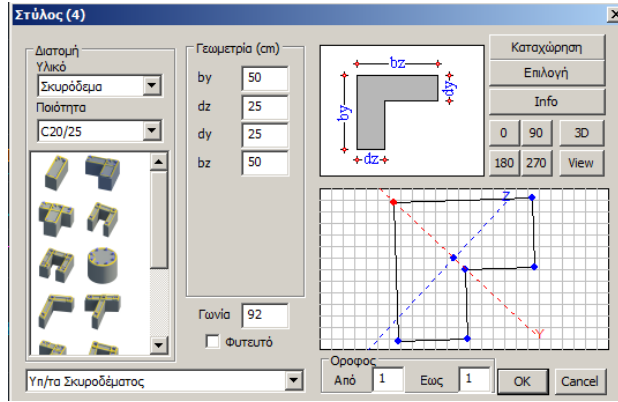 Στύλος (4)
Διατομή
Υλικό
Σκυρόδεμα
Ποιότητα
C20/25
Γεωμετρία (cm)
by 50
dz 25
dy 25
bz 50
Γωνία 92
Φυτευτό
bz
by
dy
dz
Καταχώρηση
Επιλογή
Info
0 90 3D
180 270 View
Z
Y
Υπ/τα Σκυροδέματος
Οροφος
Από 1 Εως 1
OK Cancel